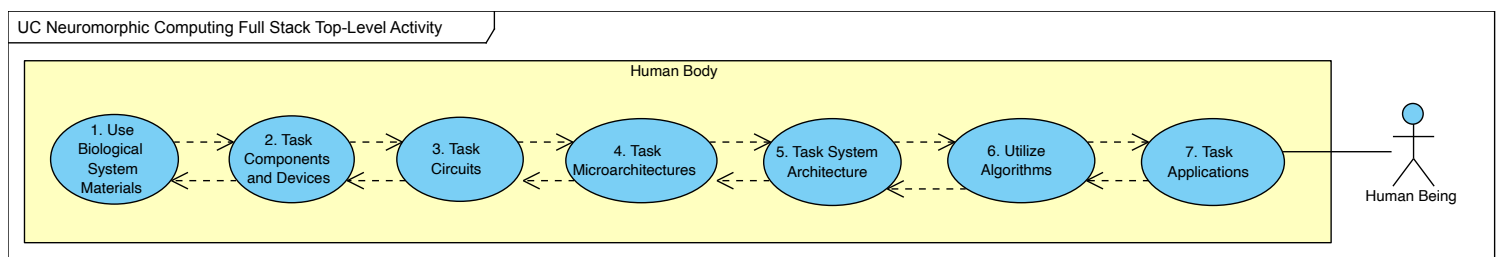 UC Neuromorphic Computing Full Stack Top-Level Activity
Human Body
1. Use
Biological
System
Materials
2. Task
Components
and Devices
3. Task
Circuits
4. Task
Microarchitectures
5. Task System
Architecture
6. Utilize
Algorithms
7. Task
Applications
Human Being